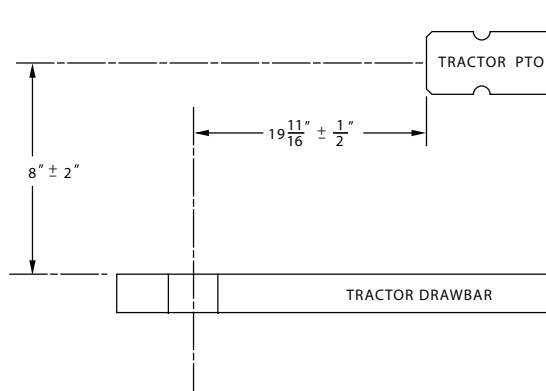 TRACTOR PTO
19 11/16" ± 1/2"
8" ± 2"
TRACTOR DRAWBAR